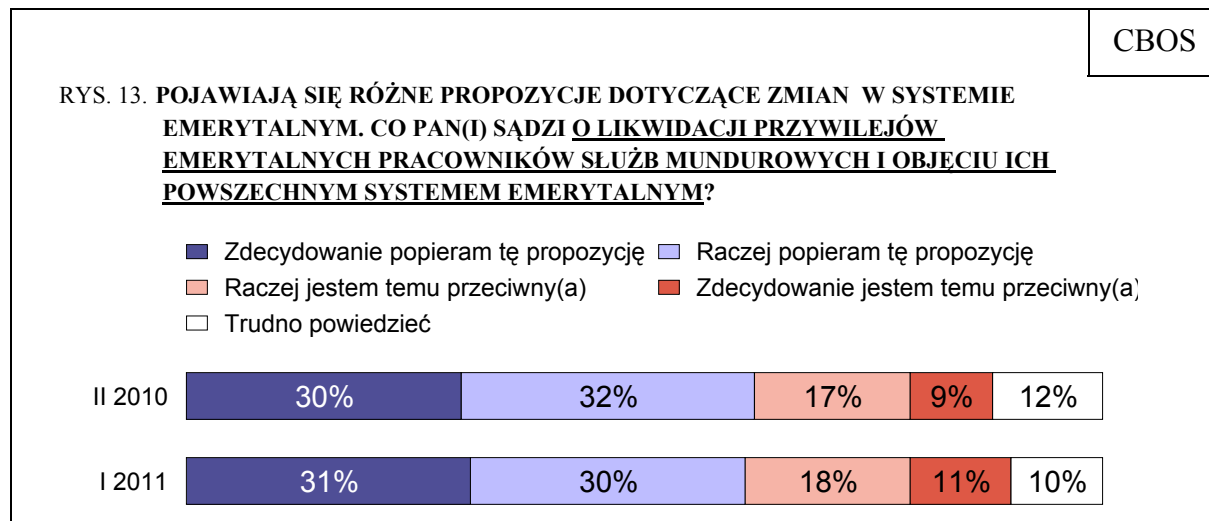 CBOS
RYS. 13. POJAWIAJĄ SIĘ RÓŻNE PROPOZYCJE DOTYCZĄCE ZMIAN W SYSTEMIE
EMERYTALNYM. CO PAN(I) SĄDZI O LIKWIDACJI PRZYWILEJÓW
EMERYTALNYCH PRACOWNIKÓW SŁUŻB MUNDUROWYCH I OBJĘCIU ICH
POWSZECHNYM SYSTEMEM EMERYTALNYM?
Zdecydowanie popieram tę propozycję Raczej popieram tę propozycję
Raczej jestem temu przeciwny(a) Zdecydowanie jestem temu przeciwny(a)
Trudno powiedzieć
II 2010 30% 32% 17% 9% 12%
I 2011 31% 30% 18% 11% 10%